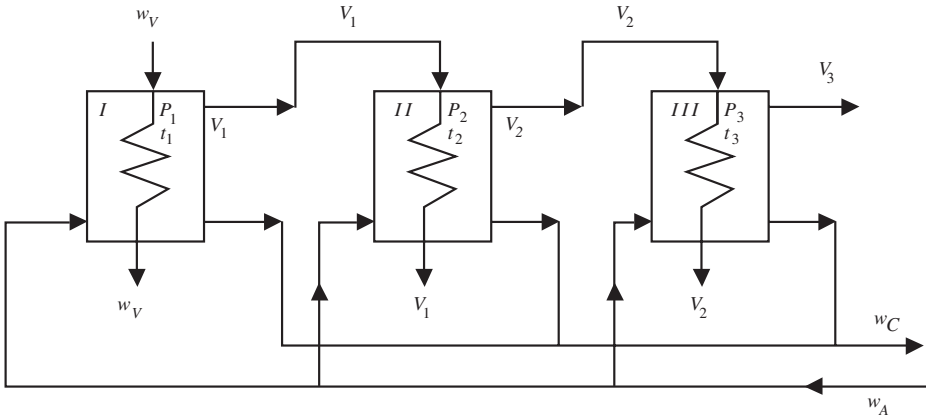 w_V V_1 V_2
I P_1 t_1 V_1 II P_2 t_2 V_2 III P_3 t_3 V_3
w_V V_1 V_2
w_C
w_A